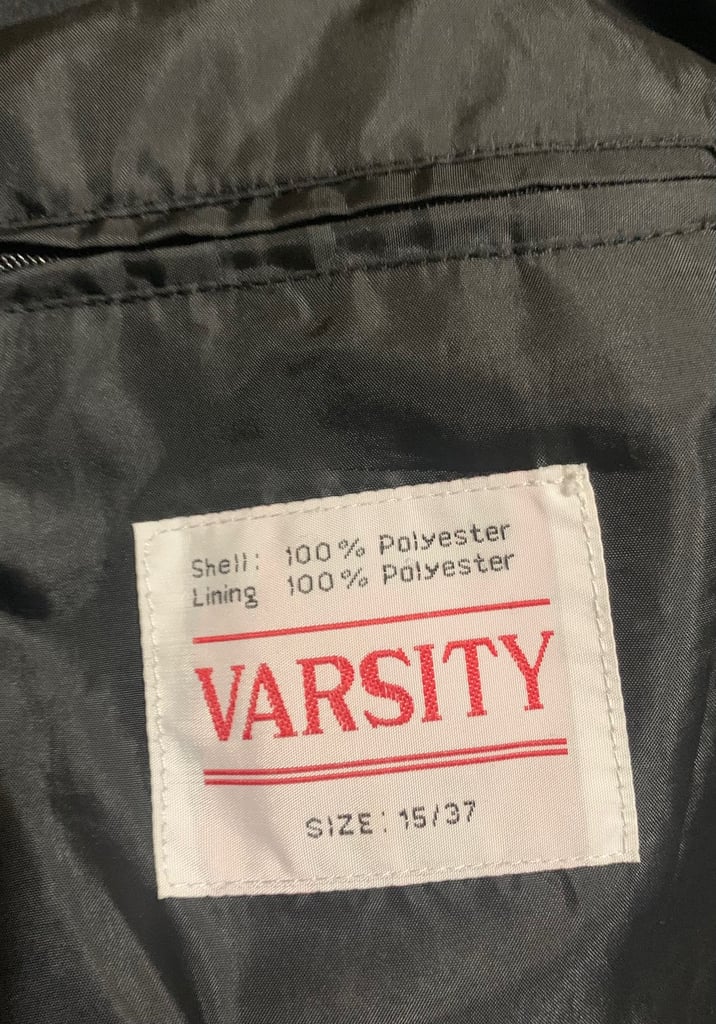 Shell: 100% Polyester
Lining 100% Polyester
VARSITY
SIZE: 15/37